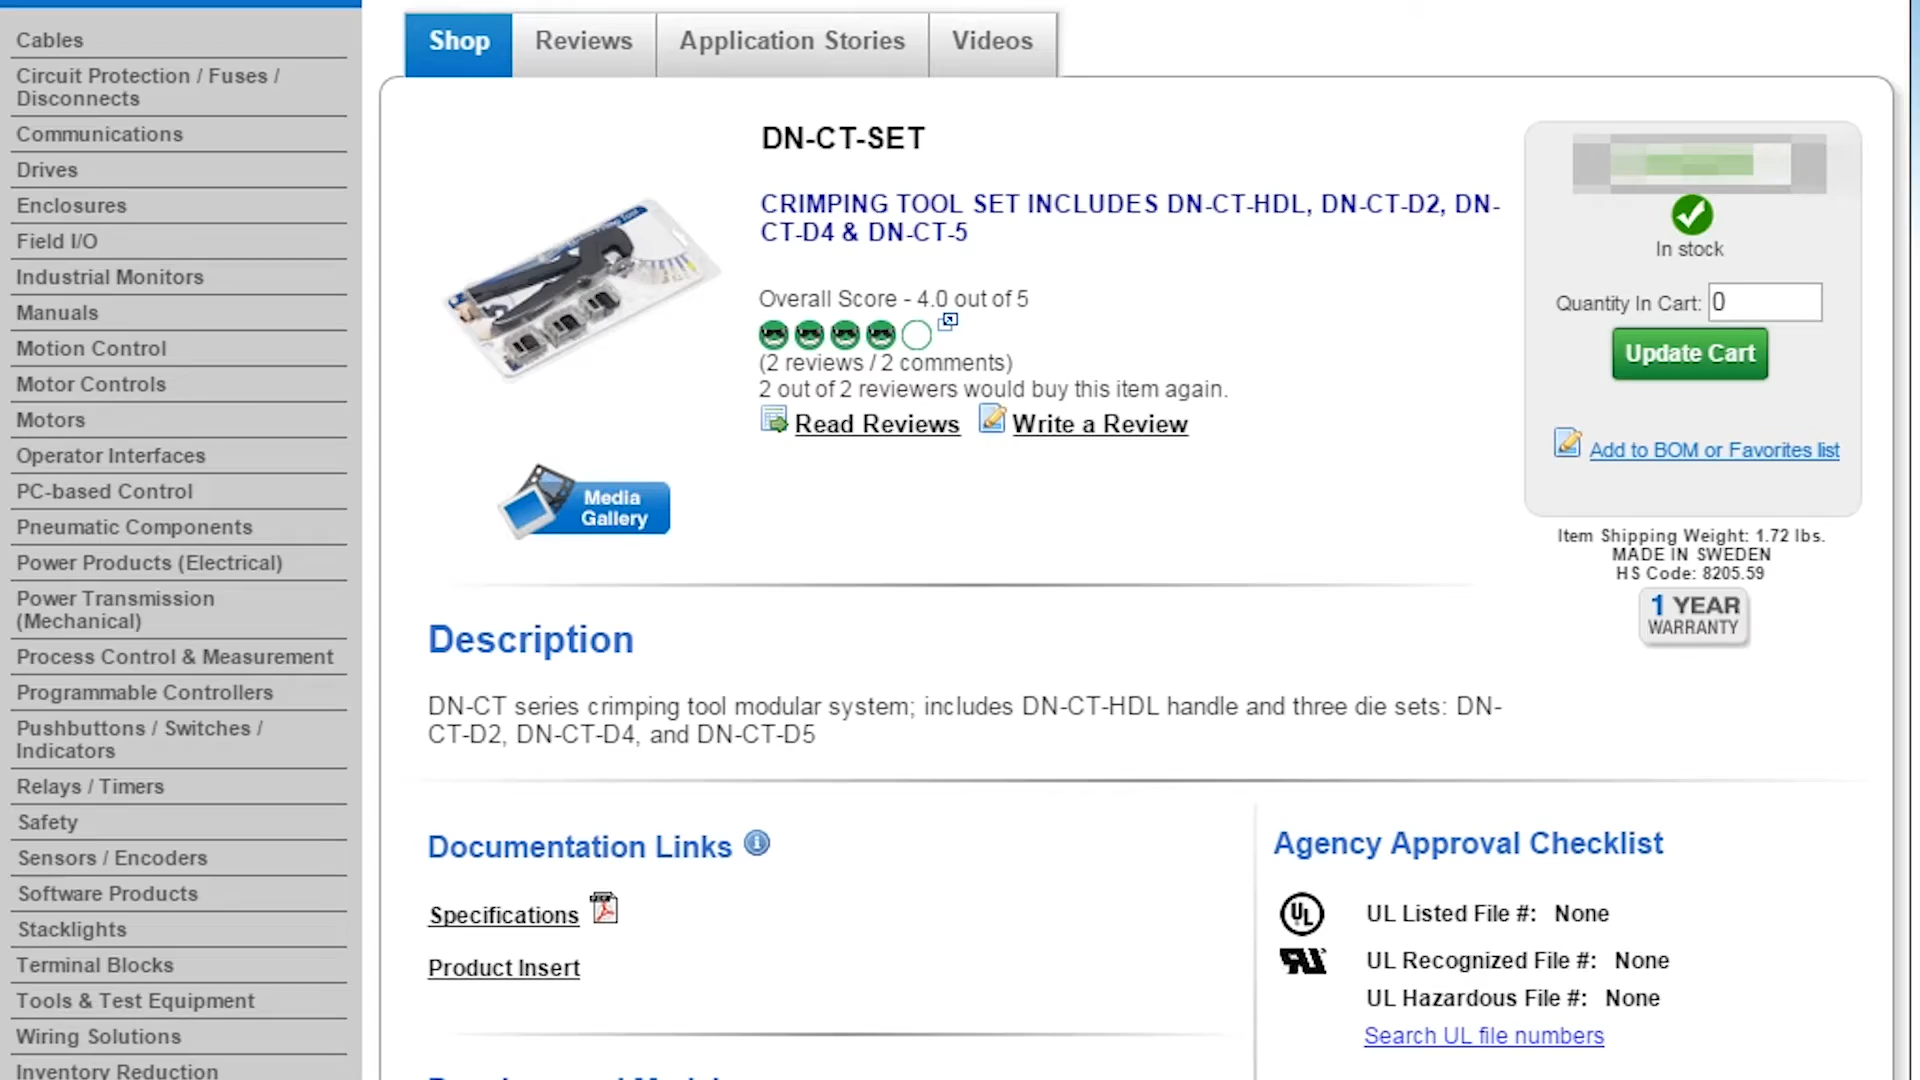 Cables
Circuit Protection / Fuses /
Disconnects
Communications
Drives
Enclosures
Field I/O
Industrial Monitors
Manuals
Motion Control
Motor Controls
Motors
Operator Interfaces
PC-based Control
Pneumatic Components
Power Products (Electrical)
Power Transmission
(Mechanical)
Process Control & Measurement
Programmable Controllers
Pushbuttons / Switches /
Indicators
Relays / Timers
Safety
Sensors / Encoders
Software Products
Stacklights
Terminal Blocks
Tools & Test Equipment
Wiring Solutions
Inventory Reduction
Shop
Reviews
Application Stories
Videos
DN-CT-SET
CRIMPING TOOL SET INCLUDES DN-CT-HDL, DN-CT-D2, DN-
CT-D4 & DN-CT-5
Overall Score - 4.0 out of 5
(2 reviews / 2 comments)
2 out of 2 reviewers would buy this item again.
Read Reviews
Write a Review
Media
Gallery
In stock
Quantity In Cart: 0
Update Cart
Add to BOM or Favorites list
Item Shipping Weight: 1.72 lbs.
MADE IN SWEDEN
HS Code: 8205.59
1 YEAR
WARRANTY
Description
DN-CT series crimping tool modular system; includes DN-CT-HDL handle and three die sets: DN-
CT-D2, DN-CT-D4, and DN-CT-D5
Documentation Links
Specifications
Product Insert
Agency Approval Checklist
UL Listed File #: None
UL Recognized File #: None
UL Hazardous File #: None
Search UL file numbers